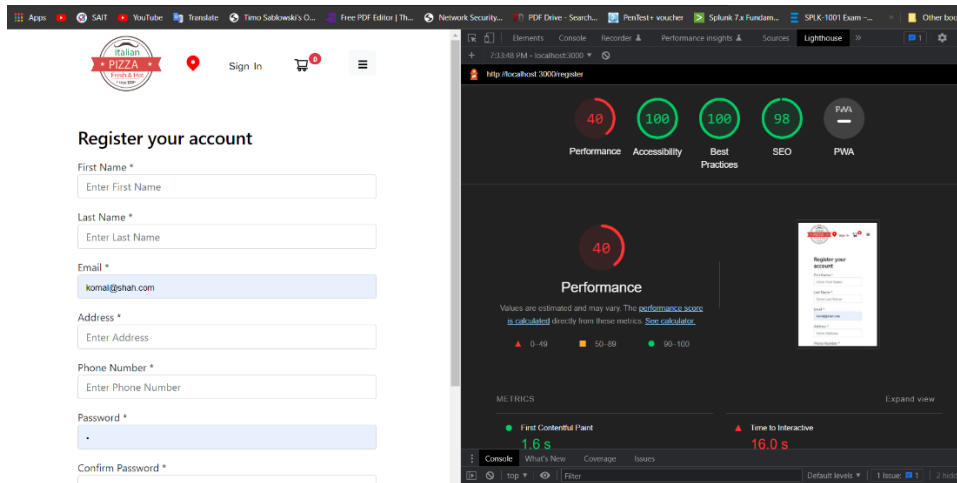 Apps
SAIT
YouTube
Translate
Timo Sablowski's O...
Free PDF Editor | Th...
Network Security...
PDF Drive - Search...
PenTest+ voucher
Splunk 7.x Fundam...
SPLK-1001 Exam –...
Other boo
italian
PIZZA
Fresh & Hot
Sign In
0
Register your account
First Name *
Enter First Name
Last Name *
Enter Last Name
Email *
komal@shah.com
Address *
Enter Address
Phone Number *
Enter Phone Number
Password *
Confirm Password *
Elements
Console
Recorder
Performance insights
Sources
Lighthouse
»
1
+ 7:33:48 PM - localhost:3000
http://localhost:3000/register
40
100
100
98
PWA
Performance
Accessibility
Best
Practices
SEO
PWA
40
Performance
Values are estimated and may vary. The performance score
is calculated directly from these metrics. See calculator.
0–49
50–89
90–100
Register your
account
METRICS
Expand view
First Contentful Paint
1.6 s
Time to Interactive
16.0 s
Console
What's New
Coverage
Issues
top
Filter
Default levels
1 Issue: 1
2 hidd